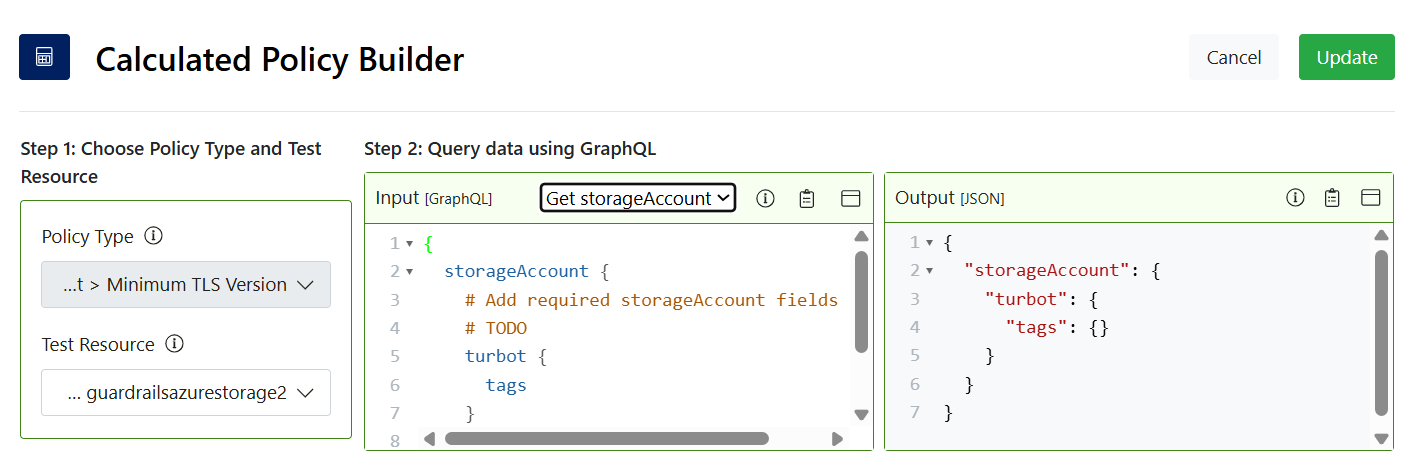 Calculated Policy Builder
Cancel
Update
Step 1: Choose Policy Type and Test
Resource
Policy Type
...t > Minimum TLS Version
Test Resource
... guardrailsazurestorage2
Step 2: Query data using GraphQL
Input [GraphQL]
Get storageAccount
1 {
2 storageAccount {
3 # Add required storageAccount fields
4 # TODO
5 turbot {
6 tags
7 }
8
Output [JSON]
1 {
2 "storageAccount": {
3 "turbot": {
4 "tags": {}
5 }
6 }
7 }